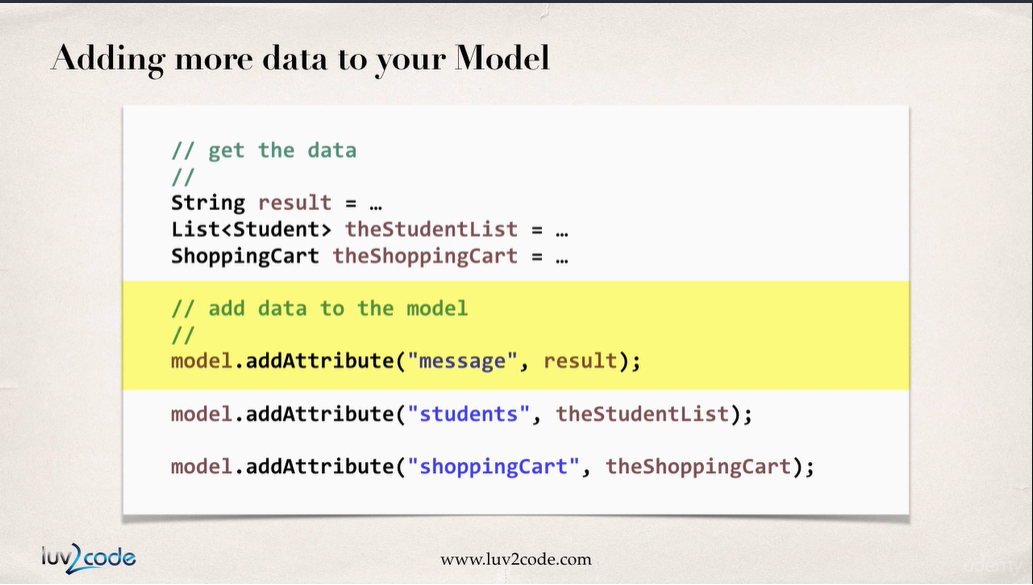 Adding more data to your Model
// get the data
//
String result = …
List<Student> theStudentList = …
ShoppingCart theShoppingCart = …
// add data to the model
//
model.addAttribute("message", result);
model.addAttribute("students", theStudentList);
model.addAttribute("shoppingCart", theShoppingCart);
luv2code
www.luv2code.com
udemy